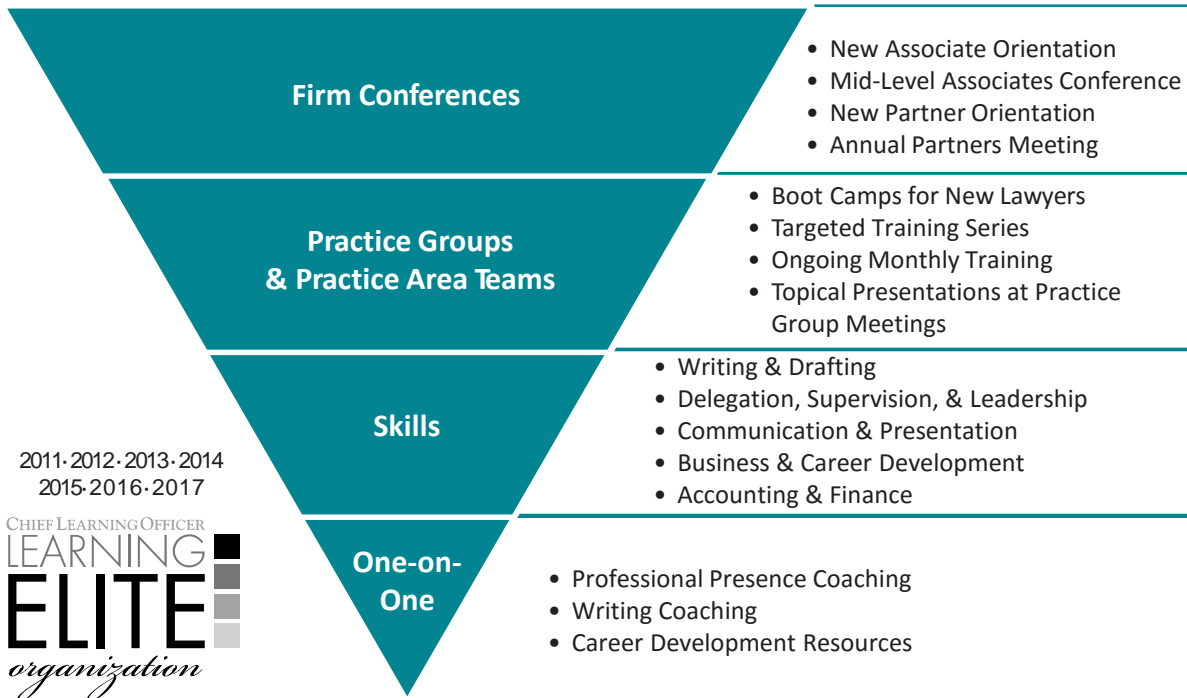 Firm Conferences
• New Associate Orientation
• Mid-Level Associates Conference
• New Partner Orientation
• Annual Partners Meeting
Practice Groups
& Practice Area Teams
• Boot Camps for New Lawyers
• Targeted Training Series
• Ongoing Monthly Training
• Topical Presentations at Practice
Group Meetings
Skills
• Writing & Drafting
• Delegation, Supervision, & Leadership
• Communication & Presentation
• Business & Career Development
• Accounting & Finance
One-on-
One
• Professional Presence Coaching
• Writing Coaching
• Career Development Resources
2011·2012·2013·2014
2015·2016·2017
CHIEF LEARNING OFFICER
LEARNING
ELITE
organization